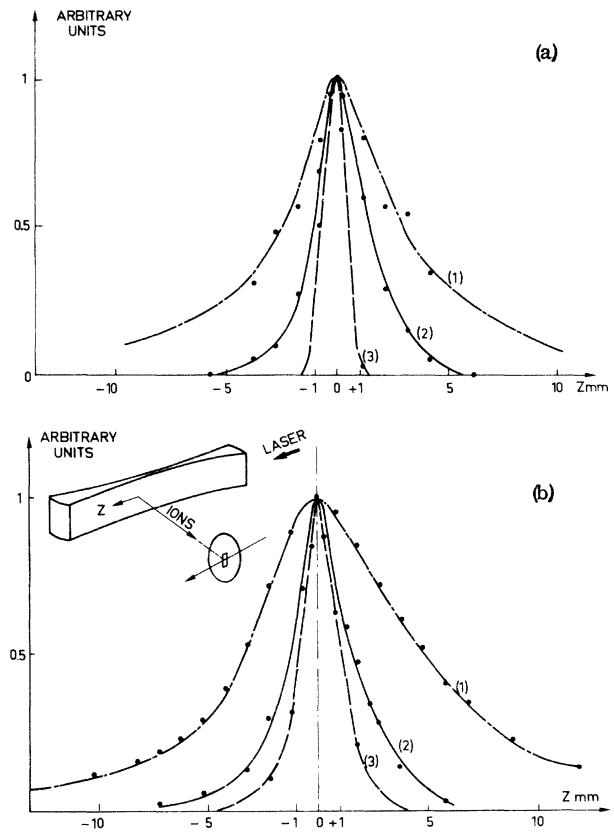 ARBITRARY
UNITS
(a)
1
0.5
0
(1)
(2)
(3)
-10
-5
-1
0
+1
5
10
Z mm
ARBITRARY
UNITS
(b)
LASER
Z
IONS
1
0.5
(1)
(2)
(3)
-10
-5
-1
0
+1
5
10
Z mm